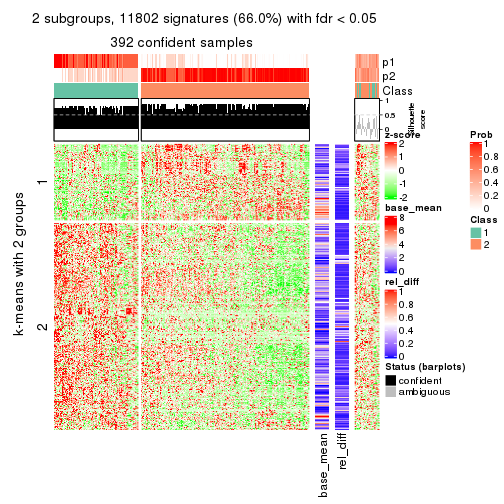 2 subgroups, 11802 signatures (66.0%) with fdr < 0.05
392 confident samples
p1
p2
Class
1
0.5
0
Silhouette
score
k-means with 2 groups
1
2
base_mean
rel_diff
z-score
2
1
0
-1
-2
base_mean
8
6
4
2
0
rel_diff
1
0.8
0.6
0.4
0.2
0
Status (barplots)
confident
ambiguous
Prob
1
0.8
0.6
0.4
0.2
0
Class
1
2